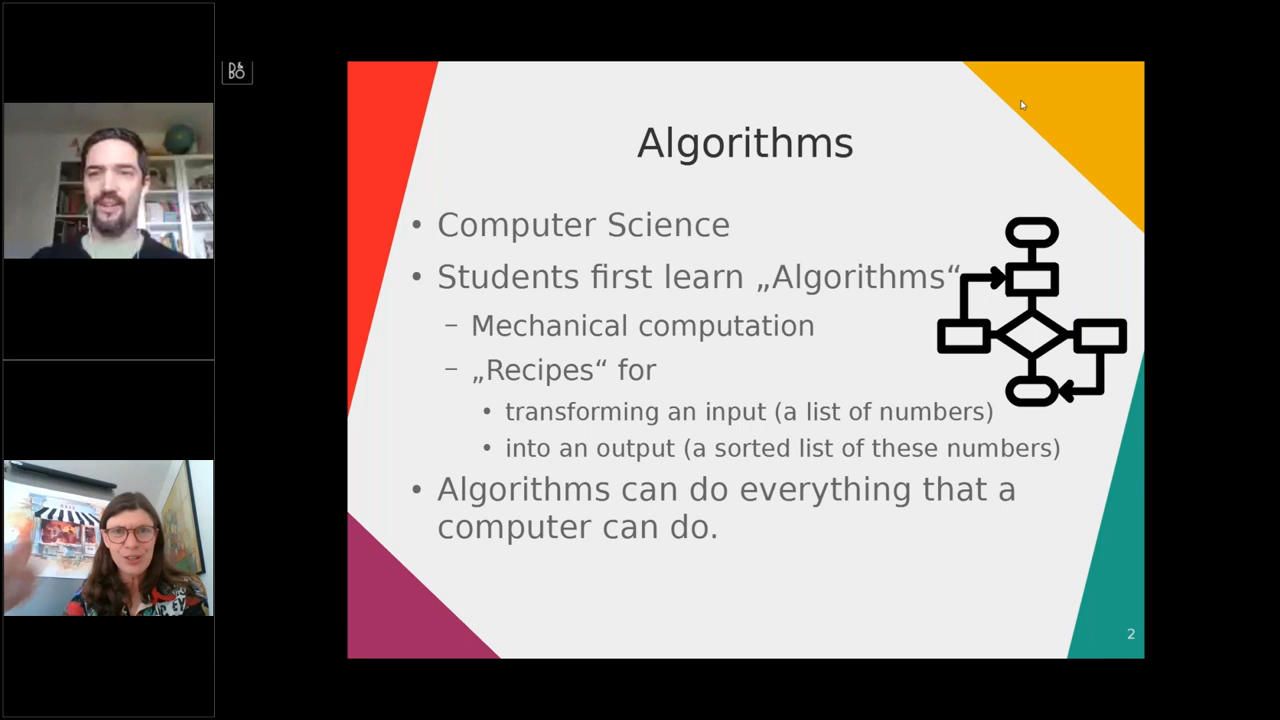 Algorithms
• Computer Science
• Students first learn „Algorithms“
– Mechanical computation
– „Recipes“ for
• transforming an input (a list of numbers)
• into an output (a sorted list of these numbers)
• Algorithms can do everything that a
computer can do.
2